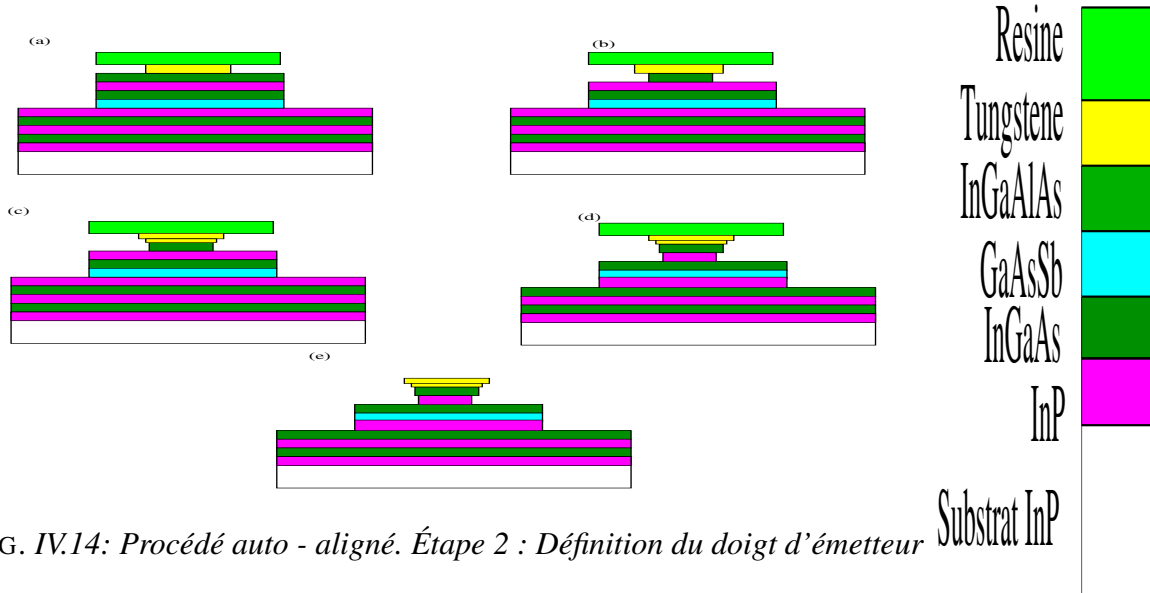 (a)
(b)
(c)
(d)
(e)
Resine
Tungstene
InGaAlAs
GaAsSb
InGaAs
InP
Substrat InP
G. IV.14: Procédé auto - aligné. Étape 2 : Définition du doigt d'émetteur